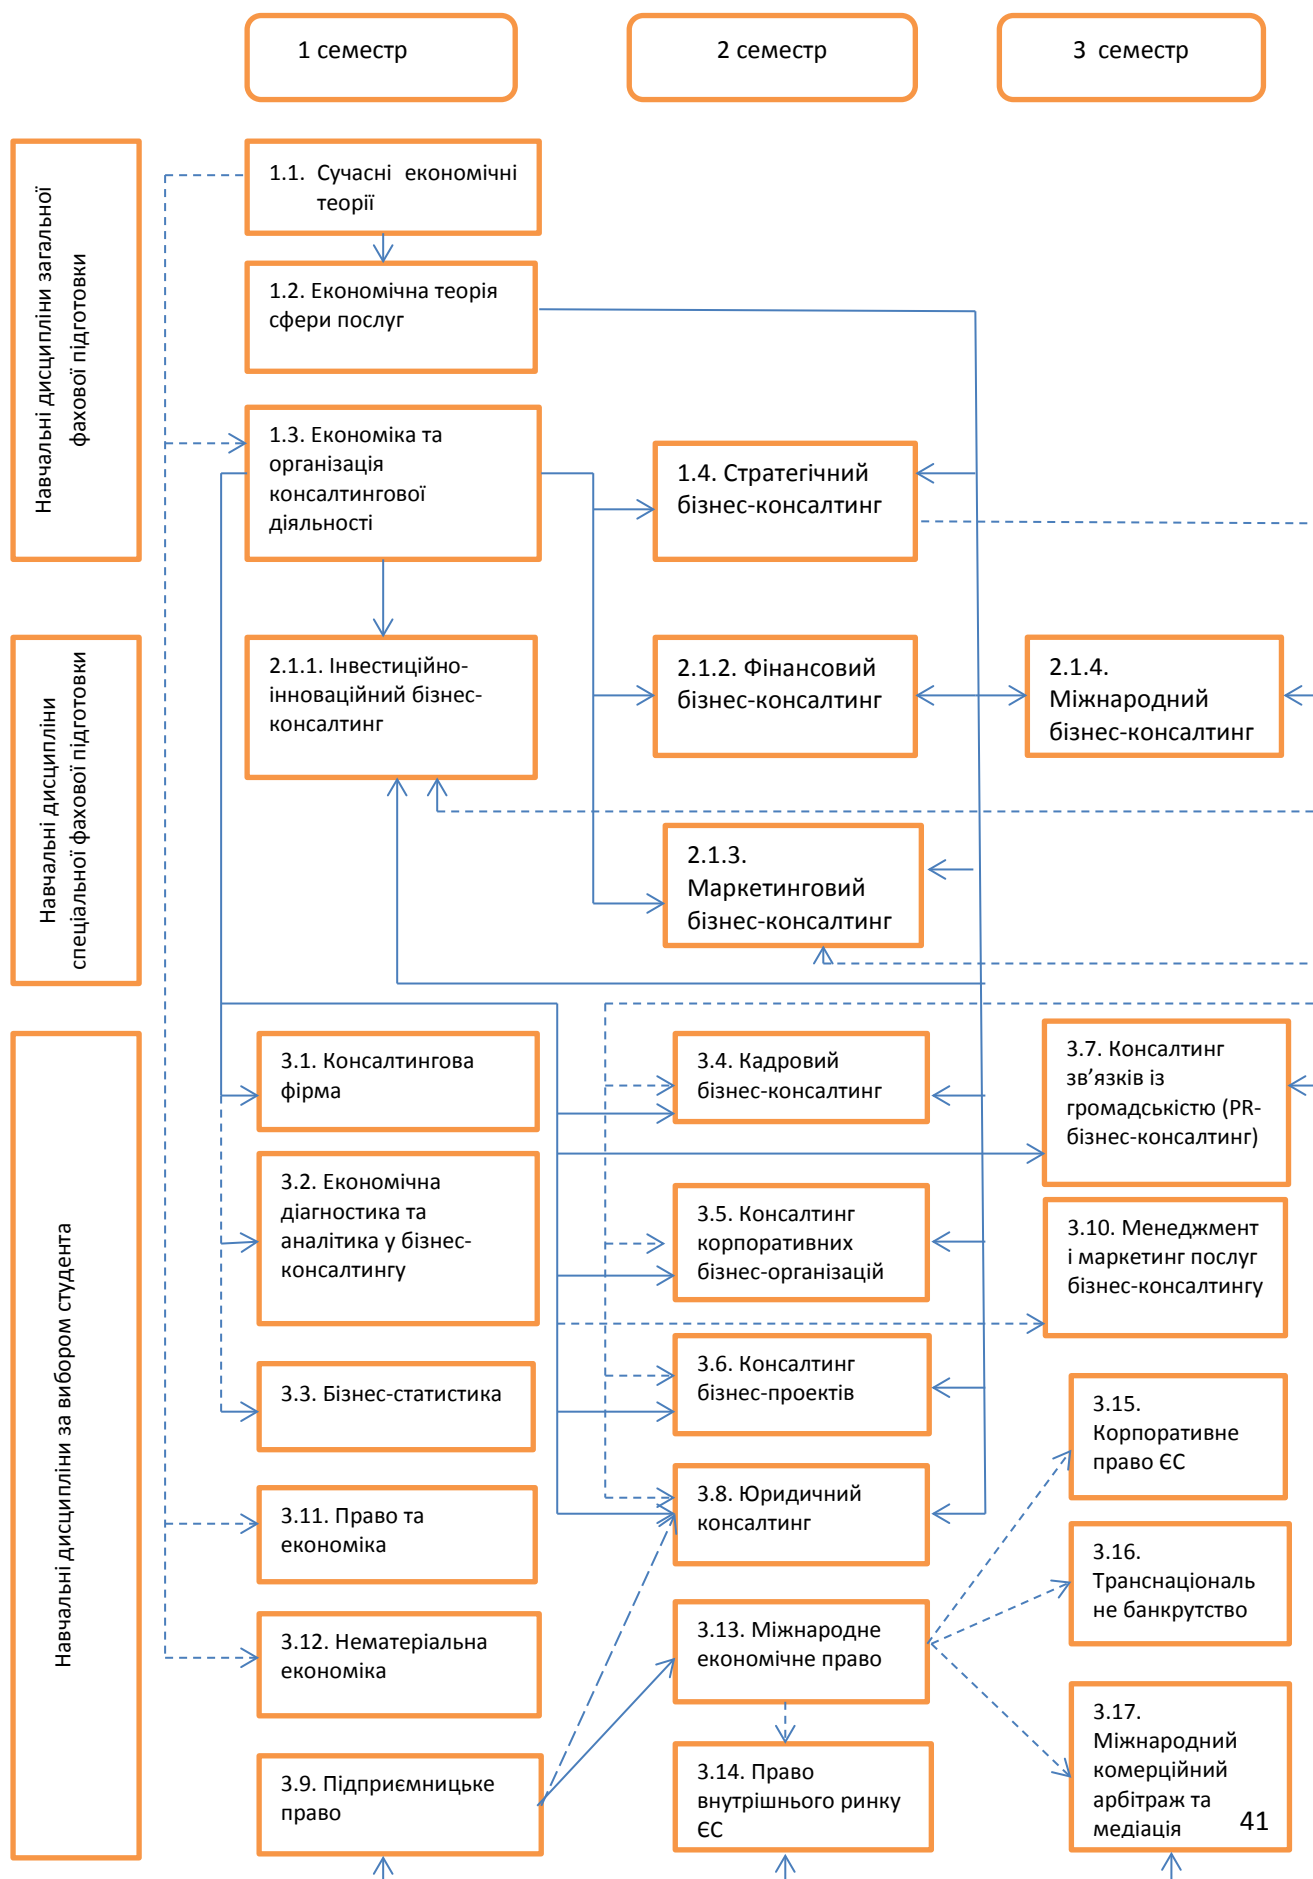 1 семестр
2 семестр
3 семестр
Навчальні дисципліни загальної
фахової підготовки
1.1. Сучасні економічні
теорії
1.2. Економічна теорія
сфери послуг
1.3. Економіка та
організація
консалтингової
діяльності
1.4. Стратегічний
бізнес-консалтинг
Навчальні дисципліни
спеціальної фахової підготовки
2.1.1. Інвестиційно-
інноваційний бізнес-
консалтинг
2.1.2. Фінансовий
бізнес-консалтинг
2.1.4.
Міжнародний
бізнес-консалтинг
2.1.3.
Маркетинговий
бізнес-консалтинг
Навчальні дисципліни за вибором студента
3.1. Консалтингова
фірма
3.4. Кадровий
бізнес-консалтинг
3.7. Консалтинг
зв’язків із
громадськістю (PR-
бізнес-консалтинг)
3.2. Економічна
діагностика та
аналітика у бізнес-
консалтингу
3.5. Консалтинг
корпоративних
бізнес-організацій
3.10. Менеджмент
і маркетинг послуг
бізнес-консалтингу
3.3. Бізнес-статистика
3.6. Консалтинг
бізнес-проектів
3.15.
Корпоративне
право ЄС
3.11. Право та
економіка
3.8. Юридичний
консалтинг
3.16.
Транснаціональ
не банкрутство
3.12. Нематеріальна
економіка
3.13. Міжнародне
економічне право
3.17.
Міжнародний
комерційний
арбітраж та
медіація
3.9. Підприємницьке
право
3.14. Право
внутрішнього ринку
ЄС
41